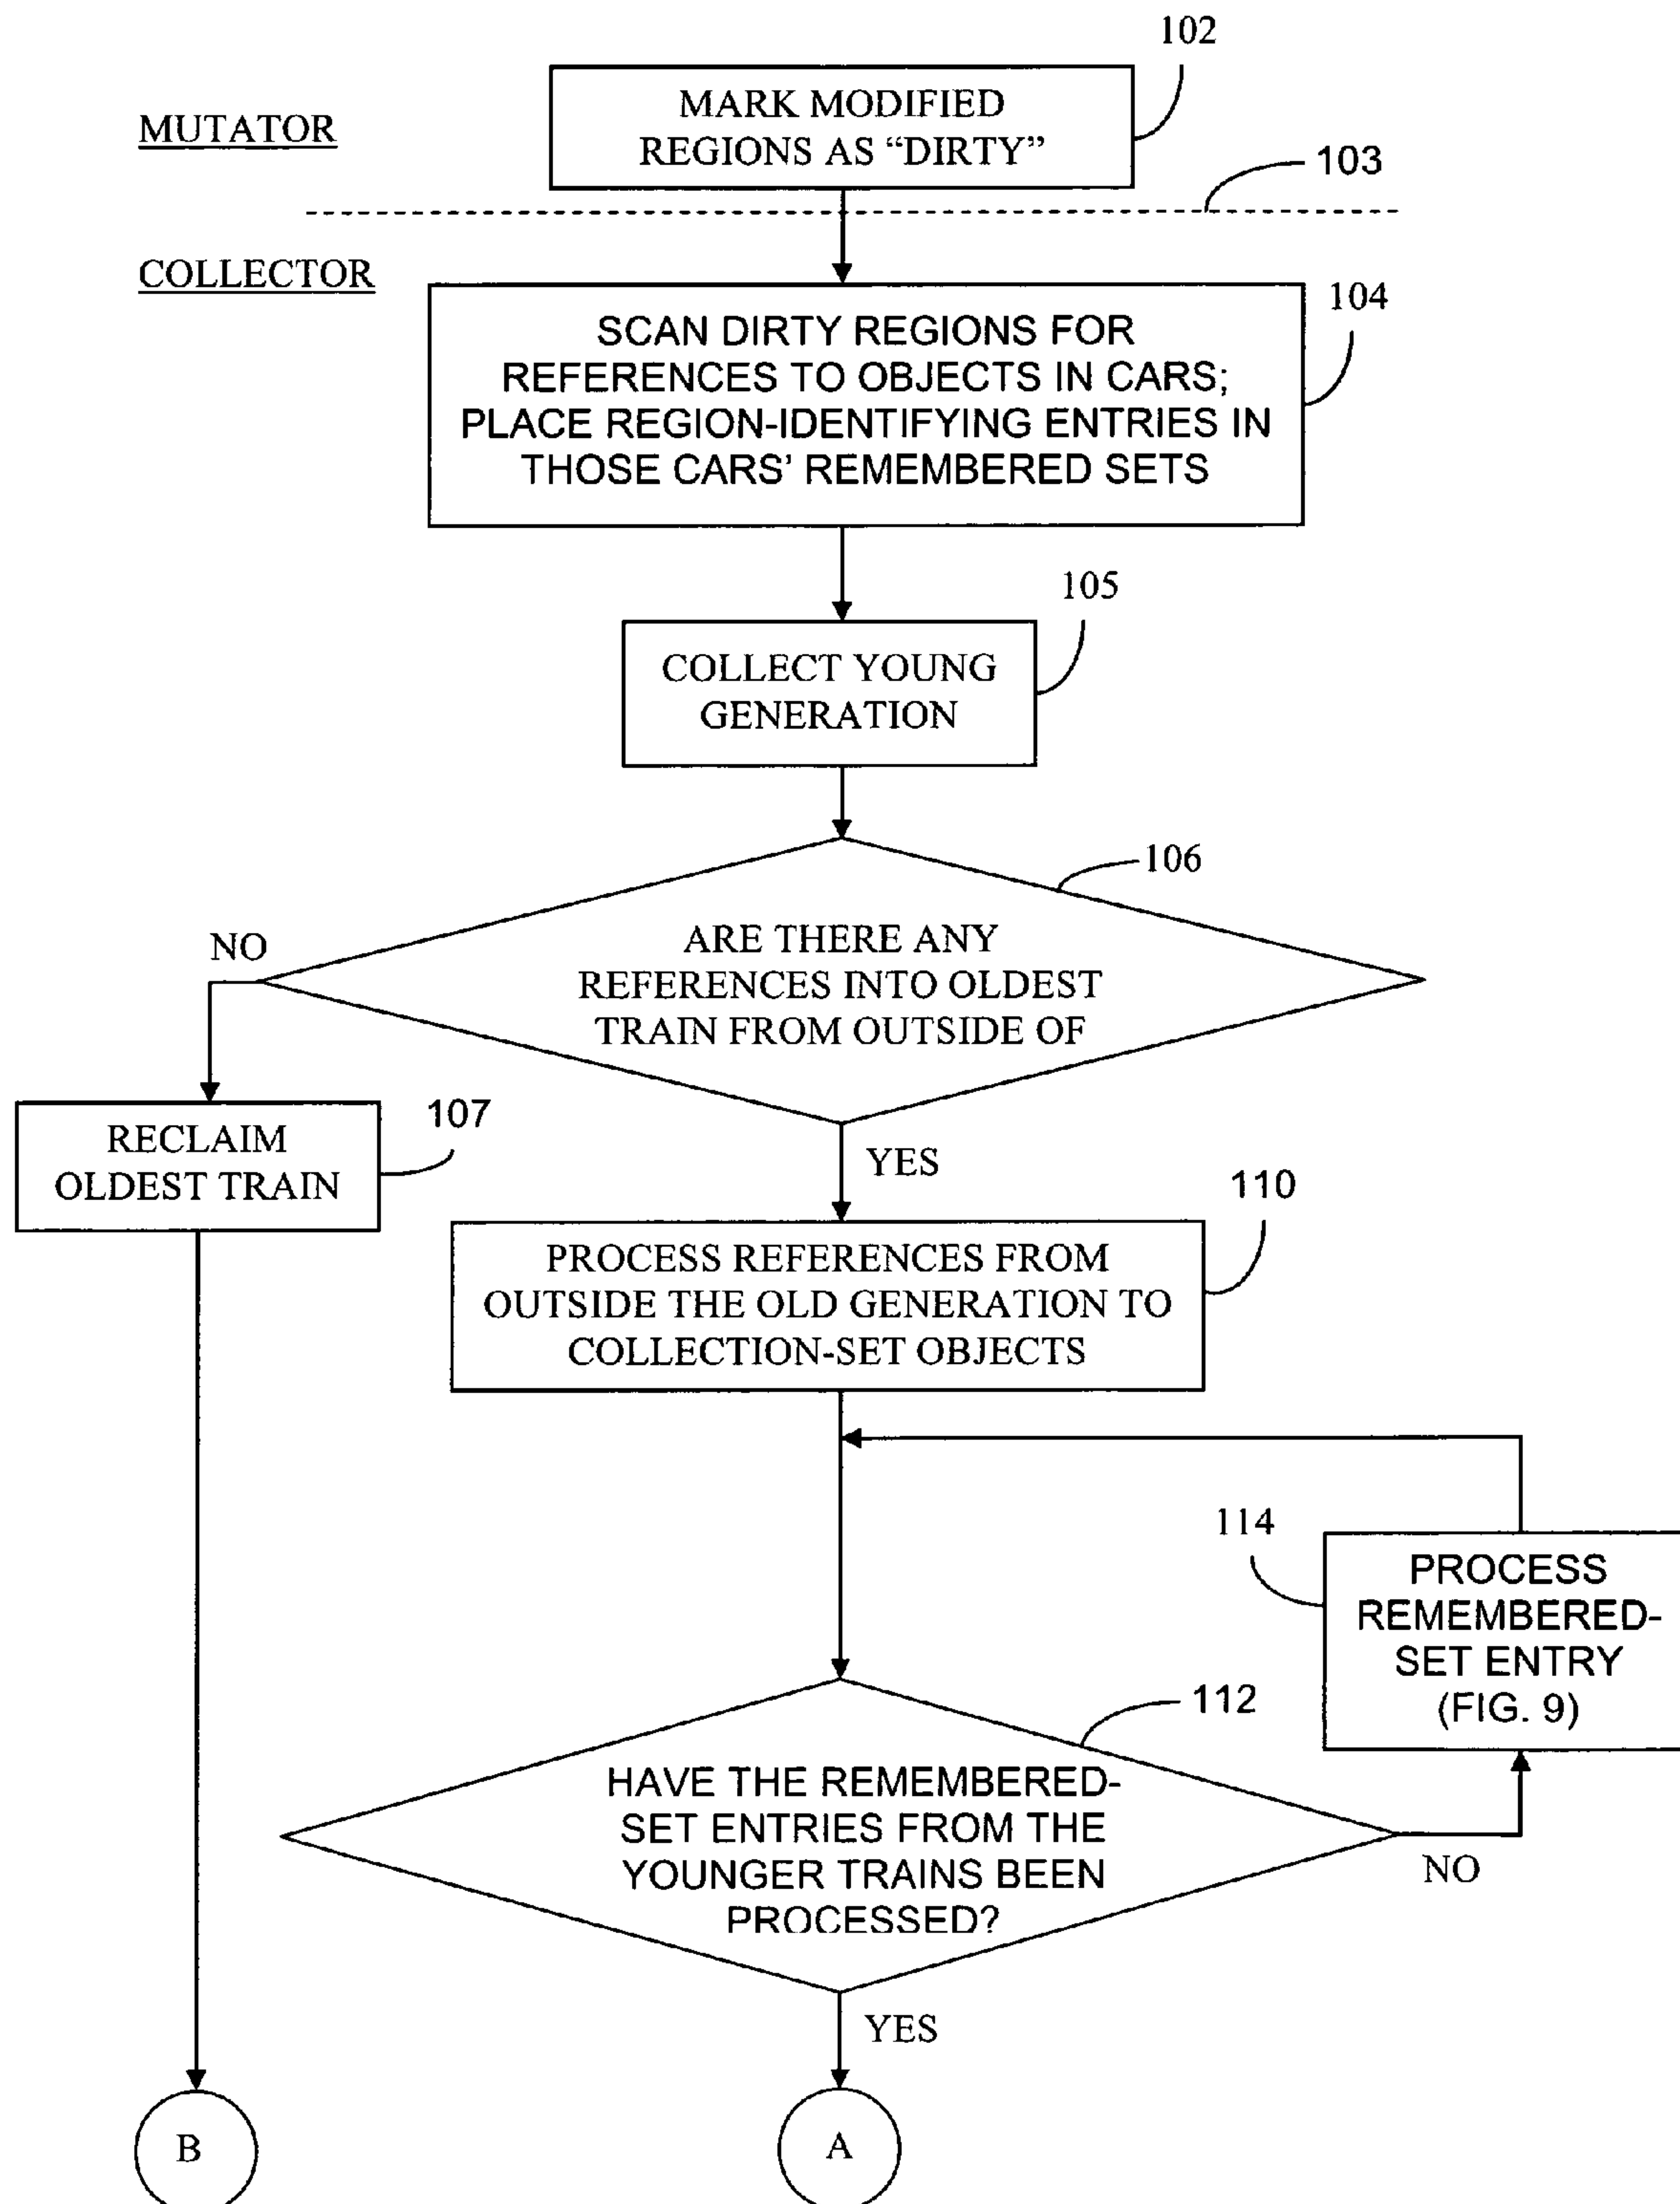 102
MARK MODIFIED
REGIONS AS “DIRTY”
MUTATOR
103
COLLECTOR
104
SCAN DIRTY REGIONS FOR
REFERENCES TO OBJECTS IN CARS;
PLACE REGION-IDENTIFYING ENTRIES IN
THOSE CARS’ REMEMBERED SETS
105
COLLECT YOUNG
GENERATION
106
ARE THERE ANY
REFERENCES INTO OLDEST
TRAIN FROM OUTSIDE OF
NO
107
RECLAIM
OLDEST TRAIN
YES
110
PROCESS REFERENCES FROM
OUTSIDE THE OLD GENERATION TO
COLLECTION-SET OBJECTS
114
PROCESS
REMEMBERED-
SET ENTRY
(FIG. 9)
112
HAVE THE REMEMBERED-
SET ENTRIES FROM THE
YOUNGER TRAINS BEEN
PROCESSED?
NO
YES
B
A